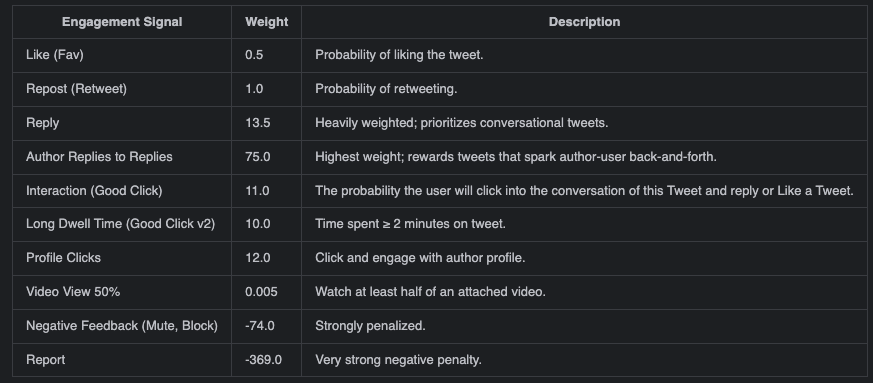 Engagement Signal Weight Description
Like (Fav) 0.5 Probability of liking the tweet.
Repost (Retweet) 1.0 Probability of retweeting.
Reply 13.5 Heavily weighted; prioritizes conversational tweets.
Author Replies to Replies 75.0 Highest weight; rewards tweets that spark author-user back-and-forth.
Interaction (Good Click) 11.0 The probability the user will click into the conversation of this Tweet and reply or Like a Tweet.
Long Dwell Time (Good Click v2) 10.0 Time spent ≥ 2 minutes on tweet.
Profile Clicks 12.0 Click and engage with author profile.
Video View 50% 0.005 Watch at least half of an attached video.
Negative Feedback (Mute, Block) -74.0 Strongly penalized.
Report -369.0 Very strong negative penalty.